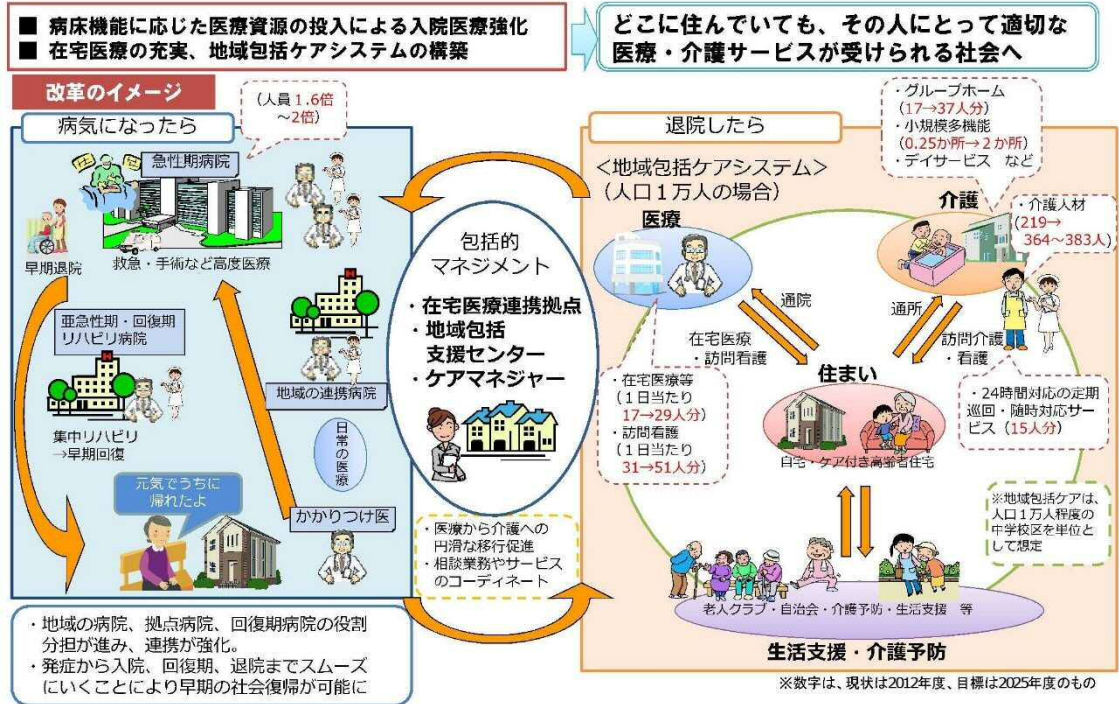 ■ 病床機能に応じた医療資源の投入による入院医療強化
■ 在宅医療の充実、地域包括ケアシステムの構築
どこに住んでいても、その人にとって適切な
医療・介護サービスが受けられる社会へ
改革のイメージ
病気になったら
(人員1.6倍
～2倍)
急性期病院
早期退院
救急・手術など高度医療
亜急性期・回復期
リハビリ病院
地域の連携病院
集中リハビリ
→早期回復
日常の医療
元気でうちに
帰れたよ
かかりつけ医
・地域の病院、拠点病院、回復期病院の役割
分担が進み、連携が強化。
・発症から入院、回復期、退院までスムーズ
にいくことにより早期の社会復帰が可能に
包括的
マネジメント
・在宅医療連携拠点
・地域包括
支援センター
・ケアマネジャー
・医療から介護への
円滑な移行促進
・相談業務やサービス
のコーディネート
退院したら
・グループホーム
(17→37人分)
・小規模多機能
(0.25か所→2か所)
・デイサービス など
＜地域包括ケアシステム＞
(人口1万人の場合)
医療
介護
・介護人材
(219→
364～383人)
通院
通所
在宅医療
・訪問看護
訪問介護
・看護
住まい
・在宅医療等
(1日当たり
17→29人分)
・訪問看護
(1日当たり
31→51人分)
・24時間対応の定期
巡回・随時対応サー
ビス(15人分)
自宅・ケア付き高齢者住宅
※地域包括ケアは、
人口1万人程度の
中学校区を単位と
して想定
老人クラブ・自治会・介護予防・生活支援 等
生活支援・介護予防
※数字は、現状は2012年度、目標は2025年度のもの